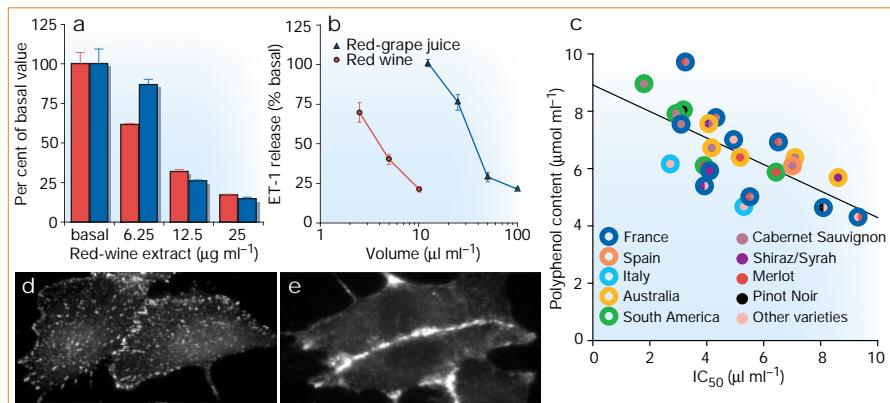 a
Per cent of basal value
125
100
75
50
25
0
basal 6.25 12.5 25
Red-wine extract (μg ml⁻¹)
b
ET-1 release (% basal)
125
100
75
50
25
0
Red-grape juice
Red wine
1 10 100
Volume (μl ml⁻¹)
c
Polyphenol content (μmol ml⁻¹)
10
8
6
4
2
0 2 4 6 8 10
IC₅₀ (μl ml⁻¹)
France
Spain
Italy
Australia
South America
Cabernet Sauvignon
Shiraz/Syrah
Merlot
Pinot Noir
Other varieties
d
e